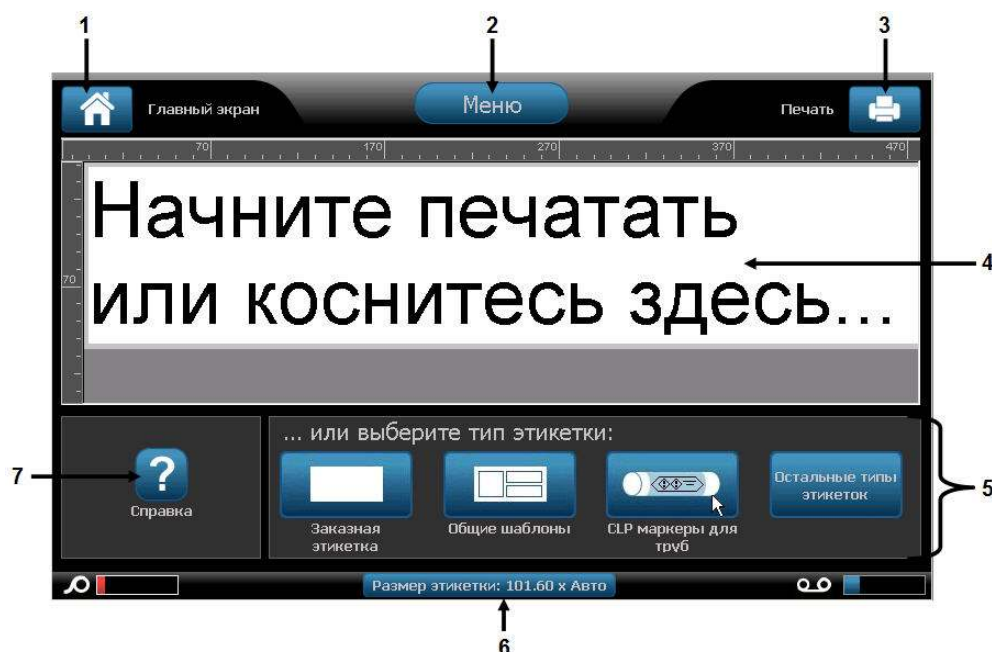 1
2
3
Главный экран
Меню
Печать
70
170
270
370
470
Начните печатать
70
или коснитесь здесь...
4
... или выберите тип этикетки:
7
?
Справка
Заказная
этикетка
Общие шаблоны
CLP маркеры для
труб
Остальные типы
этикеток
5
Размер этикетки: 101.60 x Авто
6